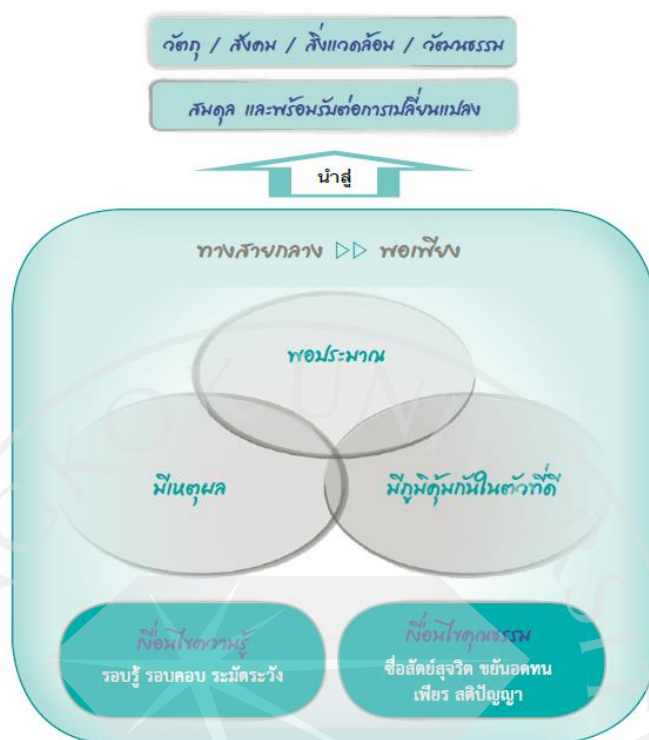 วัตถุ / สังคม / สิ่งแวดล้อม / วัฒนธรรม
สมดุล และพร้อมรับต่อการเปลี่ยนแปลง
นำสู่
ทางสายกลาง ▷▷ พอเพียง
พอประมาณ
มีเหตุผล
มีภูมิคุ้มกันในตัวที่ดี
เงื่อนไขความรู้
รอบรู้ รอบคอบ ระมัดระวัง
เงื่อนไขคุณธรรม
ซื่อสัตย์สุจริต ขยันอดทน
เพียร สติปัญญา